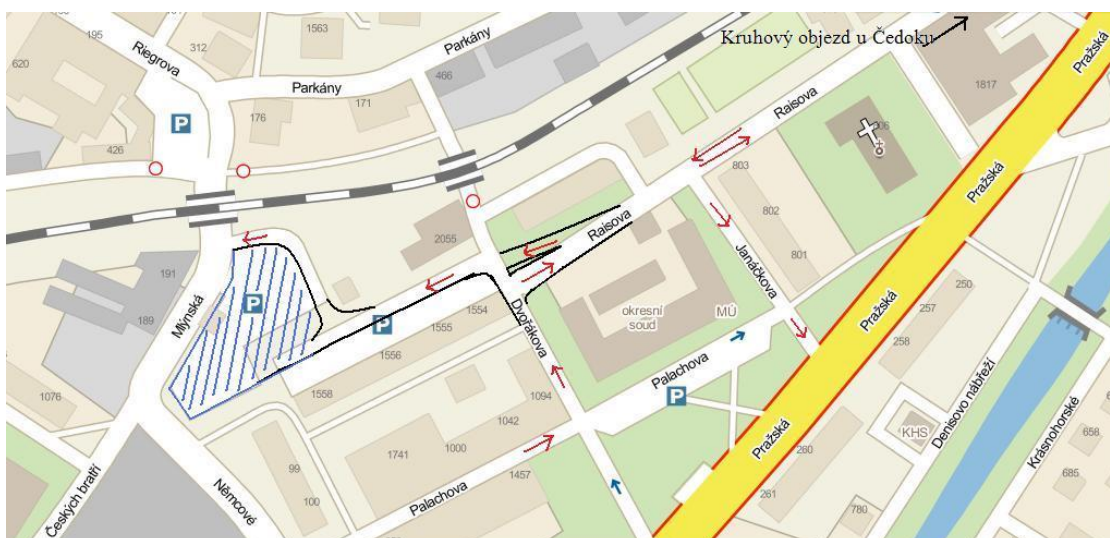 Kruhový objezd u Čedoku
195
Riegrova
312
1563
Parkány
620
466
Parkány
171
P
176
426
1817
Pražská
Raisova
803
802
801
Janáčkova
Pražská
2055
Raisova
191
P
Mlýnská
189
P
1554
1555
1556
1558
Dvořákova
okresní
soud
MÚ
Pražská
250
257
258
Palachova
P
1094
1042
1000
1741
1076
99
100
Palachova
1457
Němcové
Českých bratří
Pražská
KHS
Denisovo nábřeží
Krásnohorské
658
685
260
261
780